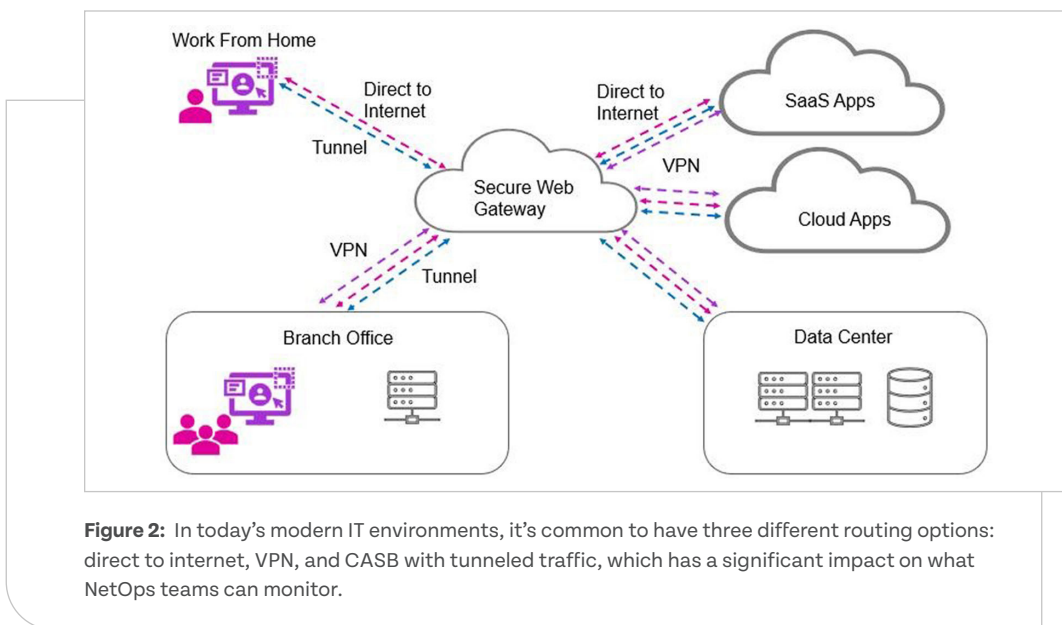 Work From Home
Direct to
Internet
Tunnel
Direct to
Internet
SaaS Apps
VPN
Secure Web
Gateway
Cloud Apps
VPN
Tunnel
Branch Office
Data Center
Figure 2: In today’s modern IT environments, it’s common to have three different routing options:
direct to internet, VPN, and CASB with tunneled traffic, which has a significant impact on what
NetOps teams can monitor.